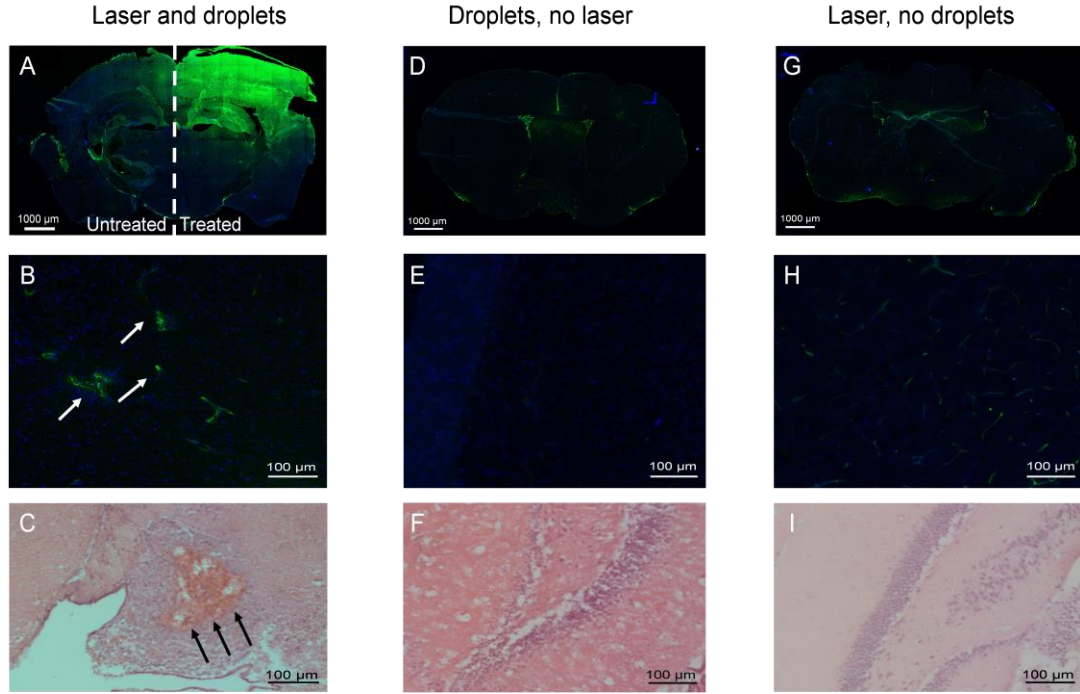 Laser and droplets
Droplets, no laser
Laser, no droplets
A
1000 µm
Untreated
Treated
D
1000 µm
G
1000 µm
B
100 µm
E
100 µm
H
100 µm
C
100 µm
F
100 µm
I
100 µm